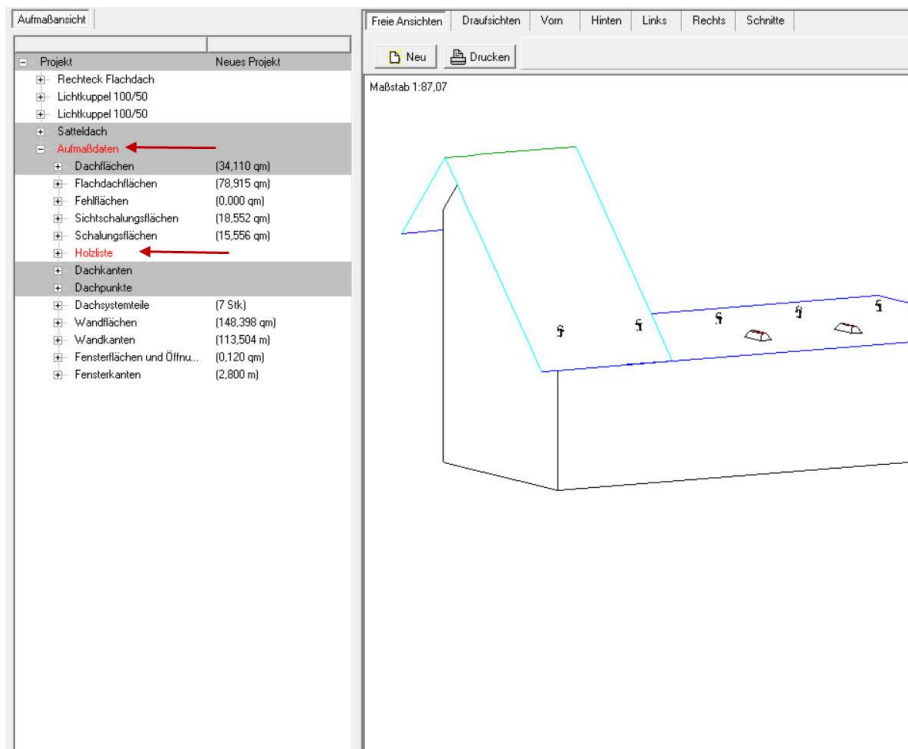 Aufmaßansicht
Projekt Neues Projekt
Rechteck Flachdach
Lichtkuppel 100/50
Lichtkuppel 100/50
Satteldach
Aufmaßdaten
Dachflächen (34,110 qm)
Flachdachflächen (78,915 qm)
Fehlflächen (0,000 qm)
Sichtschalungsflächen (18,552 qm)
Schalungsflächen (15,556 qm)
Holzliste
Dachkanten
Dachpunkte
Dachsystemteile (7 Stk)
Wandflächen (148,398 qm)
Wandkanten (113,504 m)
Fensterflächen und Öffnu... (0,120 qm)
Fensterkanten (2,800 m)
Freie Ansichten Draufsichten Vorn Hinten Links Rechts Schnitte
Neu Drucken
Maßstab 1:87,07